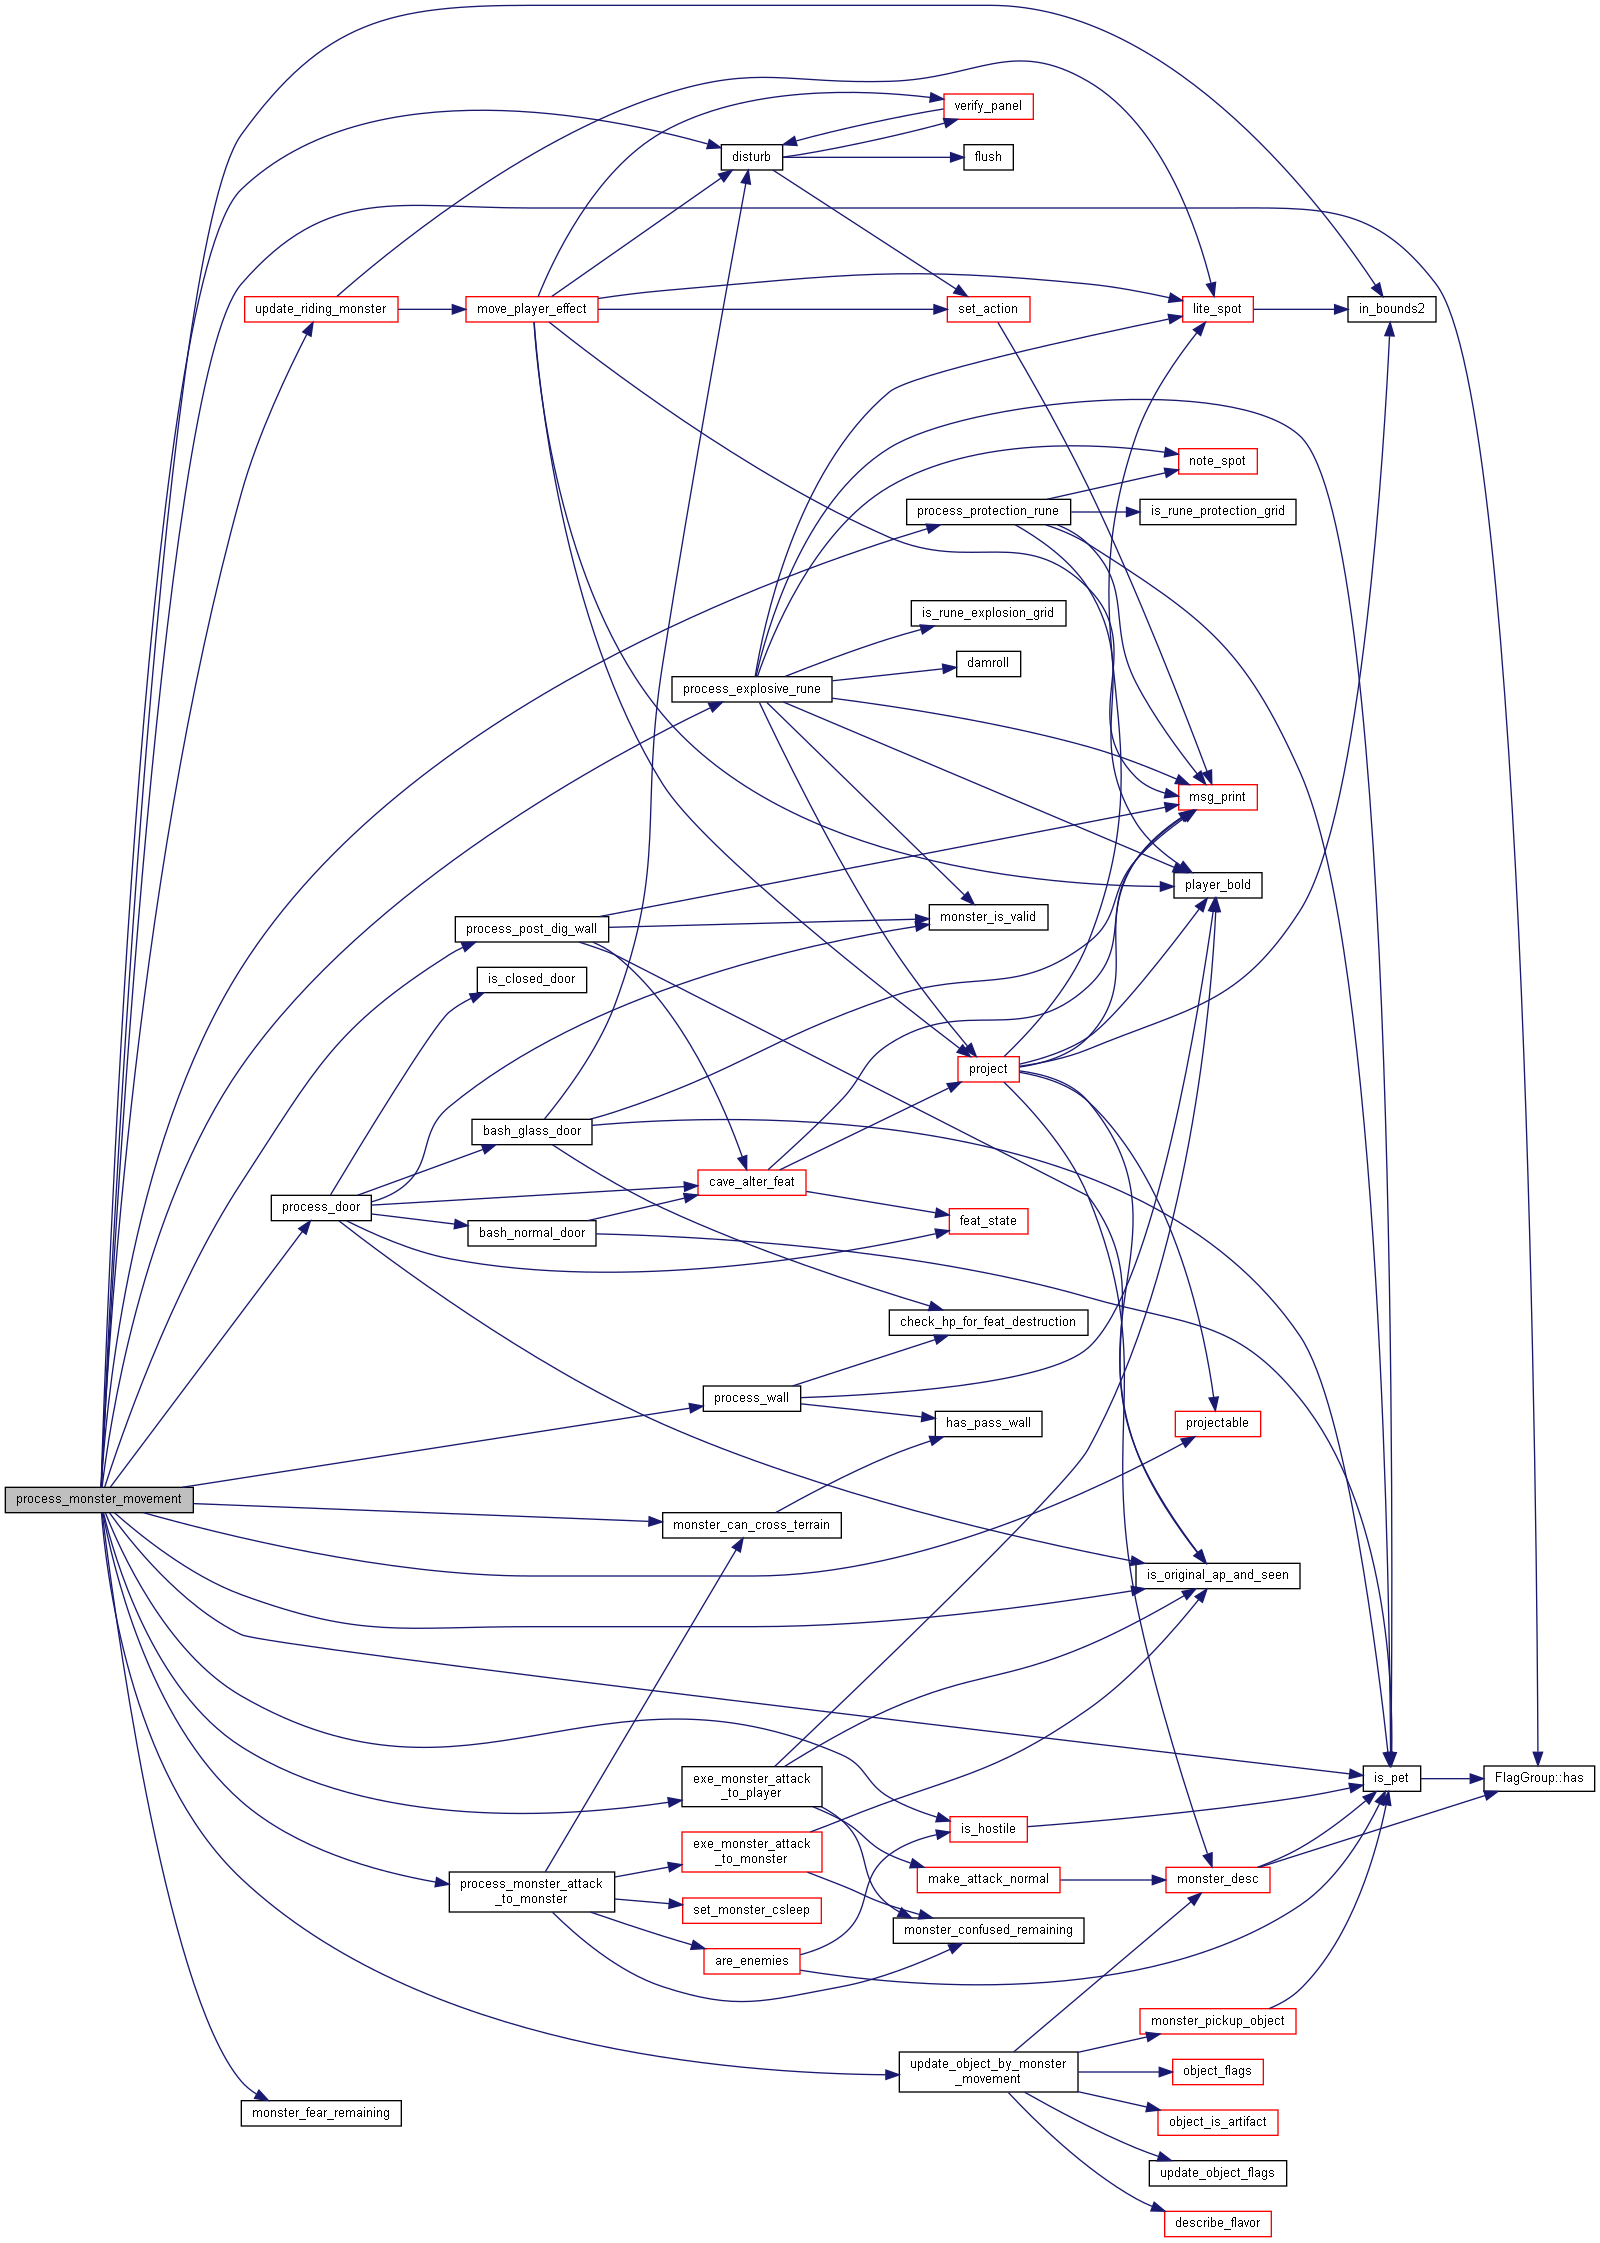 verify_panel
disturb
flush
update_riding_monster
move_player_effect
set_action
lite_spot
in_bounds2
note_spot
process_protection_rune
is_rune_protection_grid
is_rune_explosion_grid
damroll
process_explosive_rune
msg_print
player_bold
monster_is_valid
process_post_dig_wall
is_closed_door
project
bash_glass_door
cave_alter_feat
process_door
feat_state
bash_normal_door
check_hp_for_feat_destruction
process_wall
has_pass_wall
projectable
process_monster_movement
monster_can_cross_terrain
is_original_ap_and_seen
exe_monster_attack
_to_player
is_pet
FlagGroup::has
is_hostile
exe_monster_attack
_to_monster
make_attack_normal
monster_desc
process_monster_attack
_to_monster
set_monster_csleep
monster_confused_remaining
are_enemies
monster_pickup_object
update_object_by_monster
_movement
object_flags
monster_fear_remaining
object_is_artifact
update_object_flags
describe_flavor